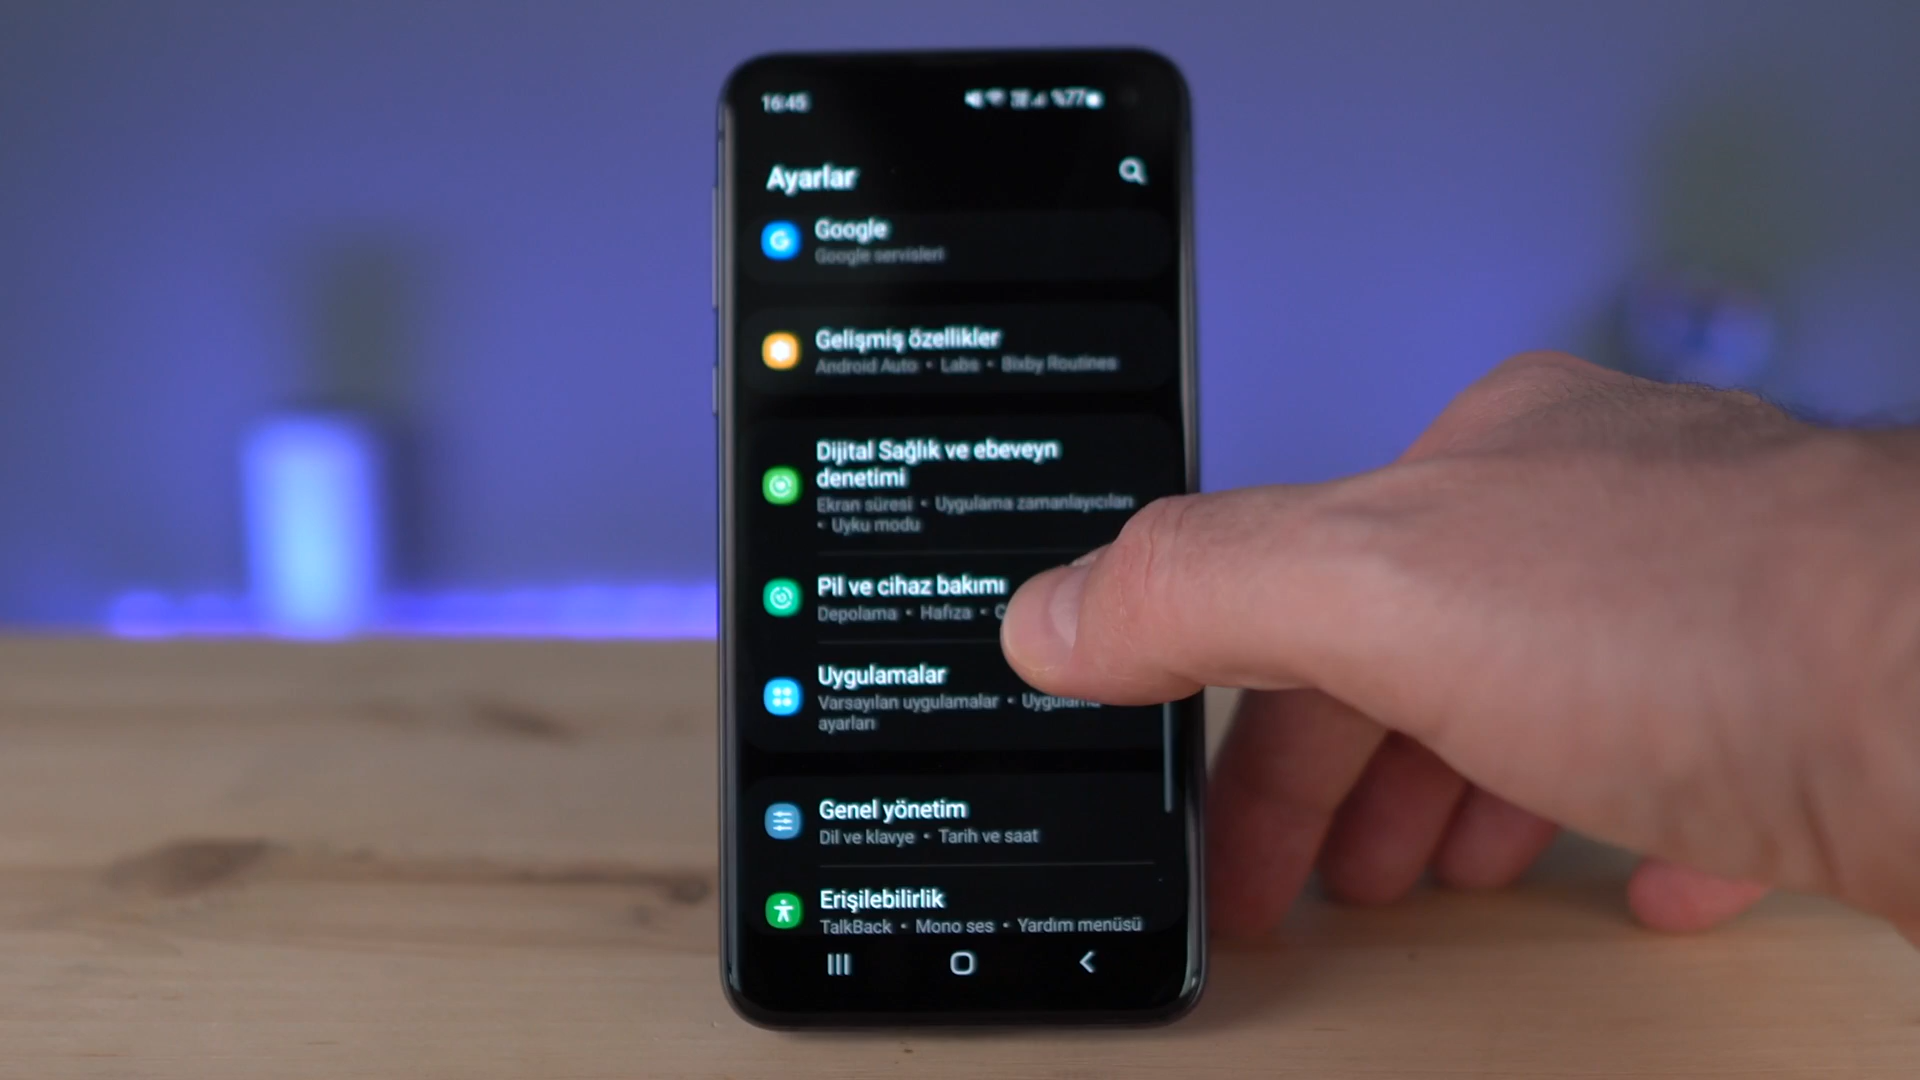 16:45
%77
Ayarlar
Google
Google servisleri
Gelişmiş özellikler
Android Auto • Labs • Bixby Routines
Dijital Sağlık ve ebeveyn
denetimi
Ekran süresi • Uygulama zamanlayıcıları
• Uyku modu
Pil ve cihaz bakımı
Depolama • Hafıza •
Uygulamalar
Varsayılan uygulamalar • Uygulama
ayarları
Genel yönetim
Dil ve klavye • Tarih ve saat
Erişilebilirlik
TalkBack • Mono ses • Yardım menüsü